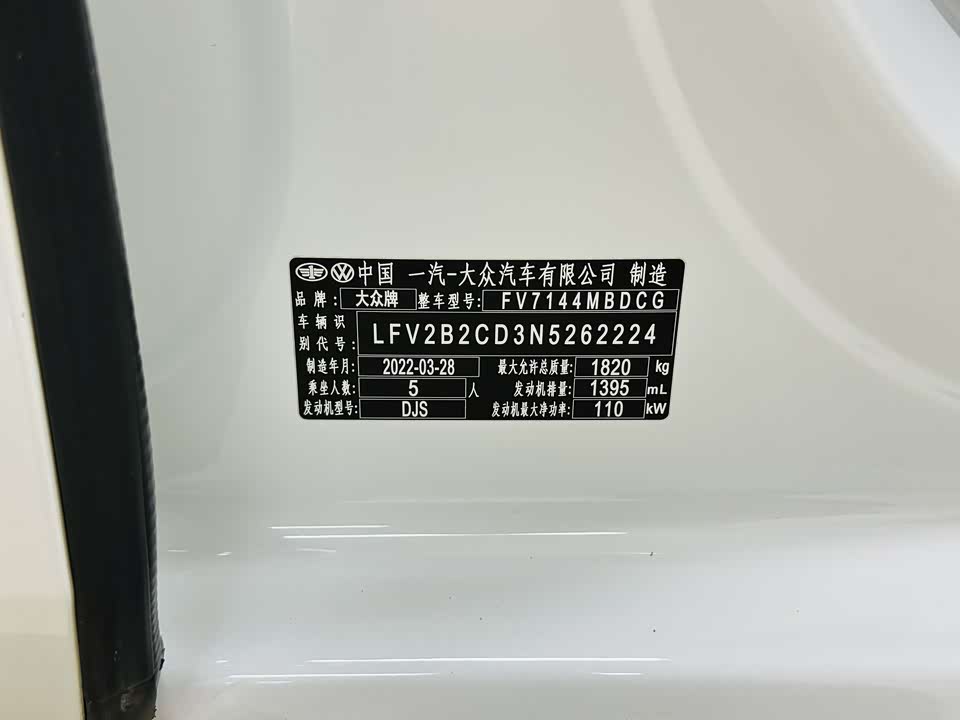 中国 一汽-大众汽车有限公司 制造
品牌: 大众牌 整车型号: FV7144MBDCG
车辆识别代号: LFV2B2CD3N5262224
制造年月: 2022-03-28 最大允许总质量: 1820 kg
乘坐人数: 5 人 发动机排量: 1395 mL
发动机型号: DJS 发动机最大净功率: 110 kW